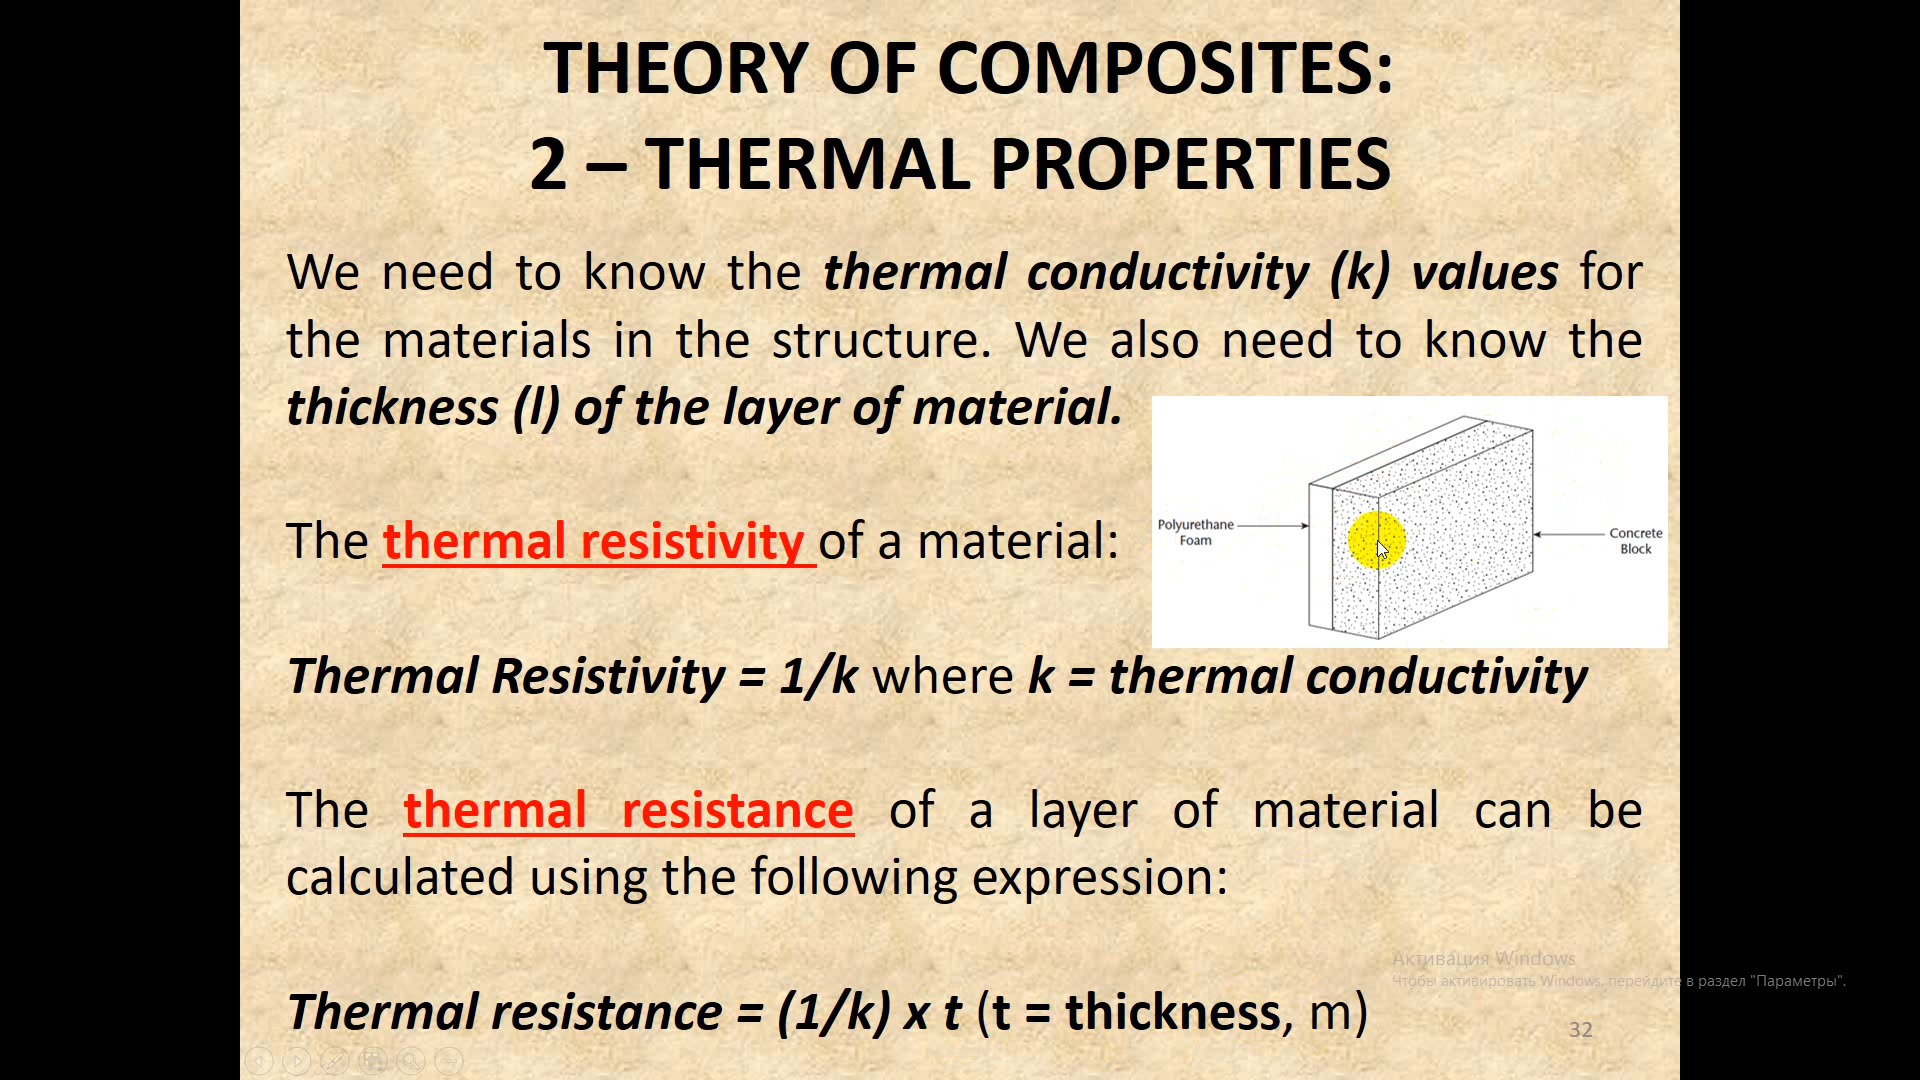 THEORY OF COMPOSITES:
2 – THERMAL PROPERTIES
We need to know the thermal conductivity (k) values for
the materials in the structure. We also need to know the
thickness (l) of the layer of material.
Polyurethane
Foam
Concrete
Block
The thermal resistivity of a material:
Thermal Resistivity = 1/k where k = thermal conductivity
The thermal resistance of a layer of material can be
calculated using the following expression:
Активация Windows
Чтобы активировать Windows, перейдите в раздел "Параметры".
Thermal resistance = (1/k) x t (t = thickness, m)
32